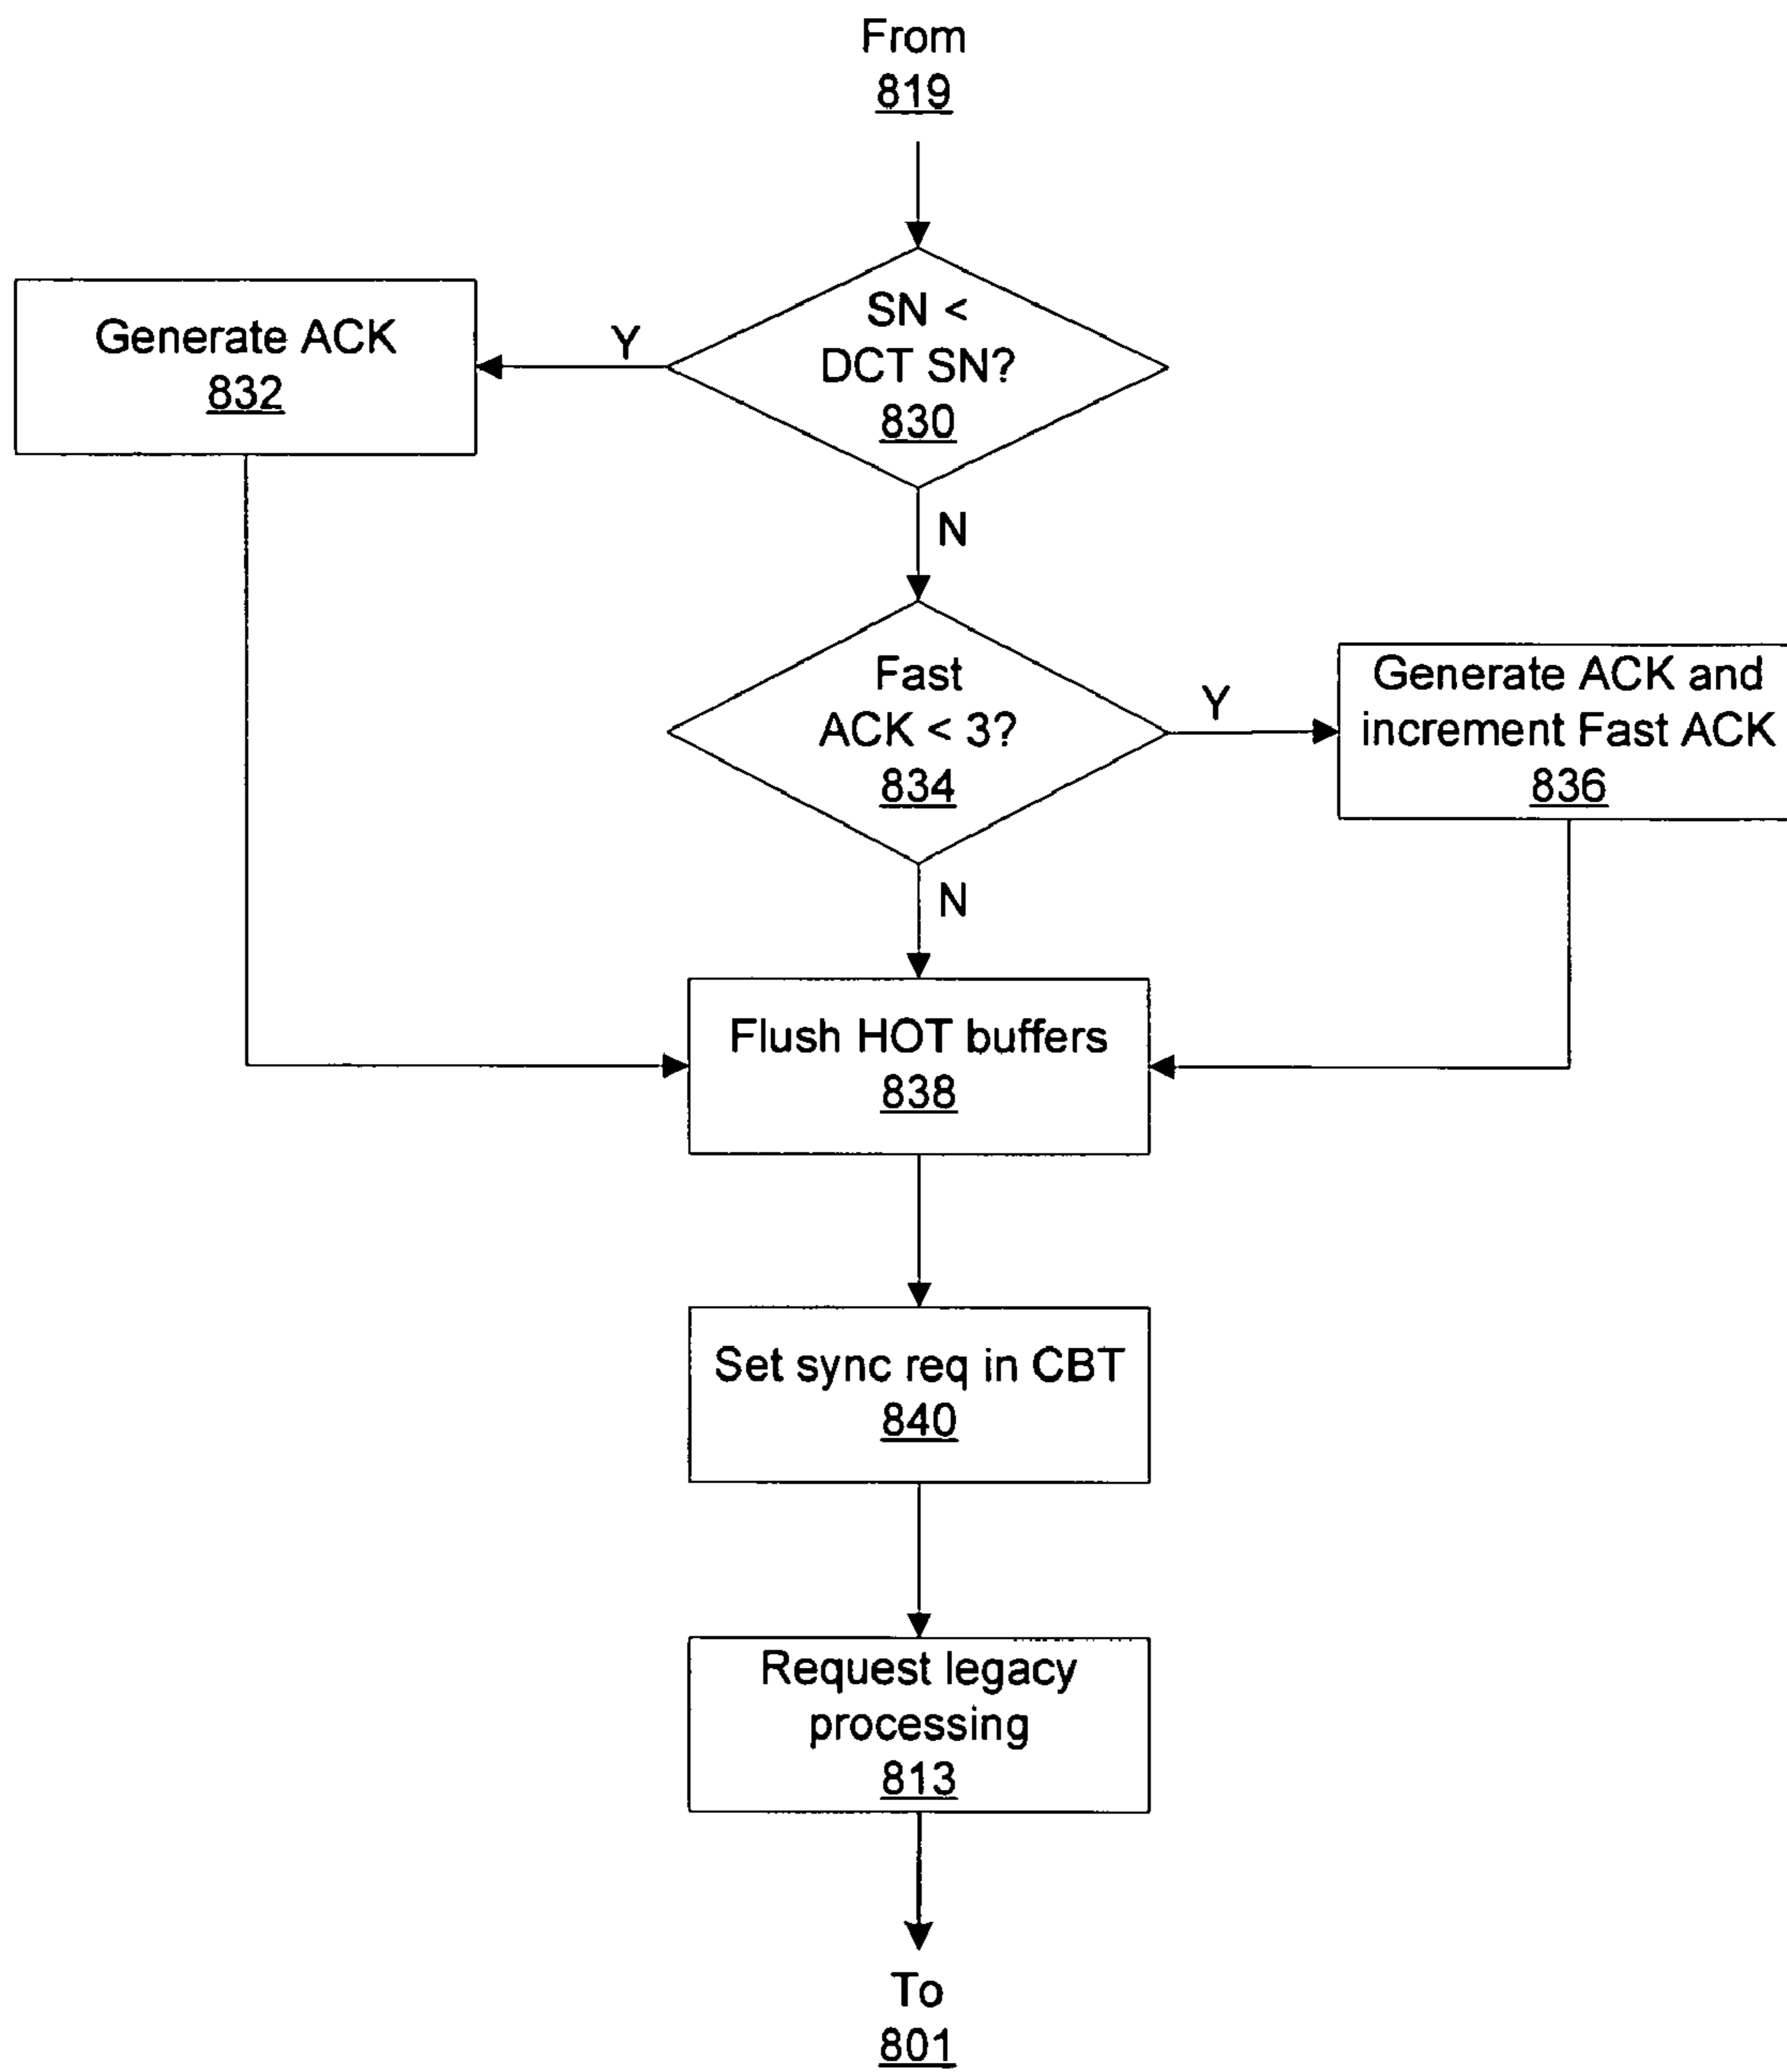 From
819
SN <
DCT SN?
830
Y
Generate ACK
832
N
Fast
ACK < 3?
834
Y
Generate ACK and
increment Fast ACK
836
N
Flush HOT buffers
838
Set sync req in CBT
840
Request legacy
processing
813
To
801